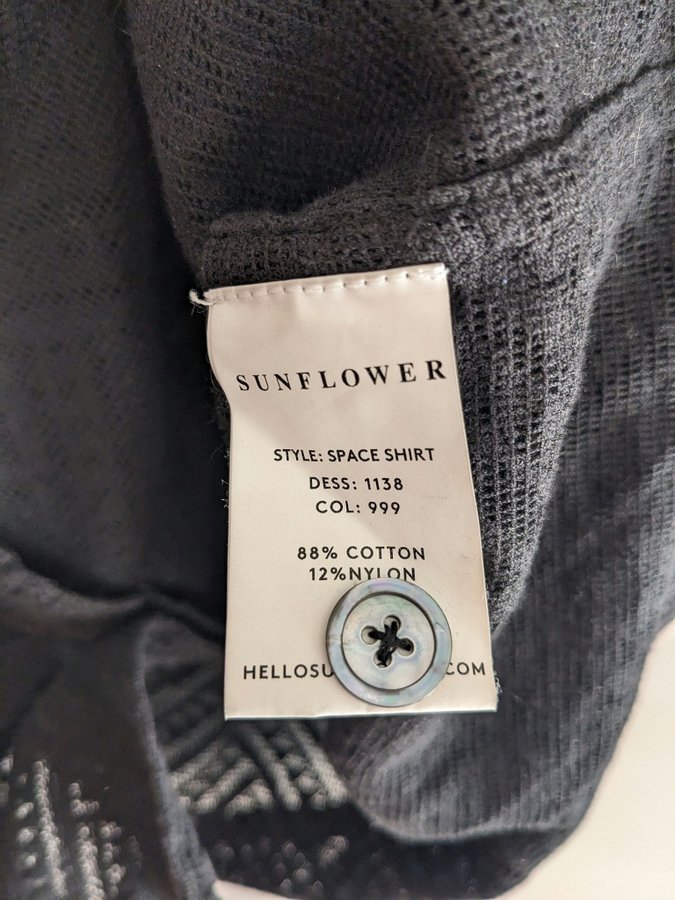 SUNFLOWER
STYLE: SPACE SHIRT
DESS: 1138
COL: 999
88% COTTON
12%NYLON